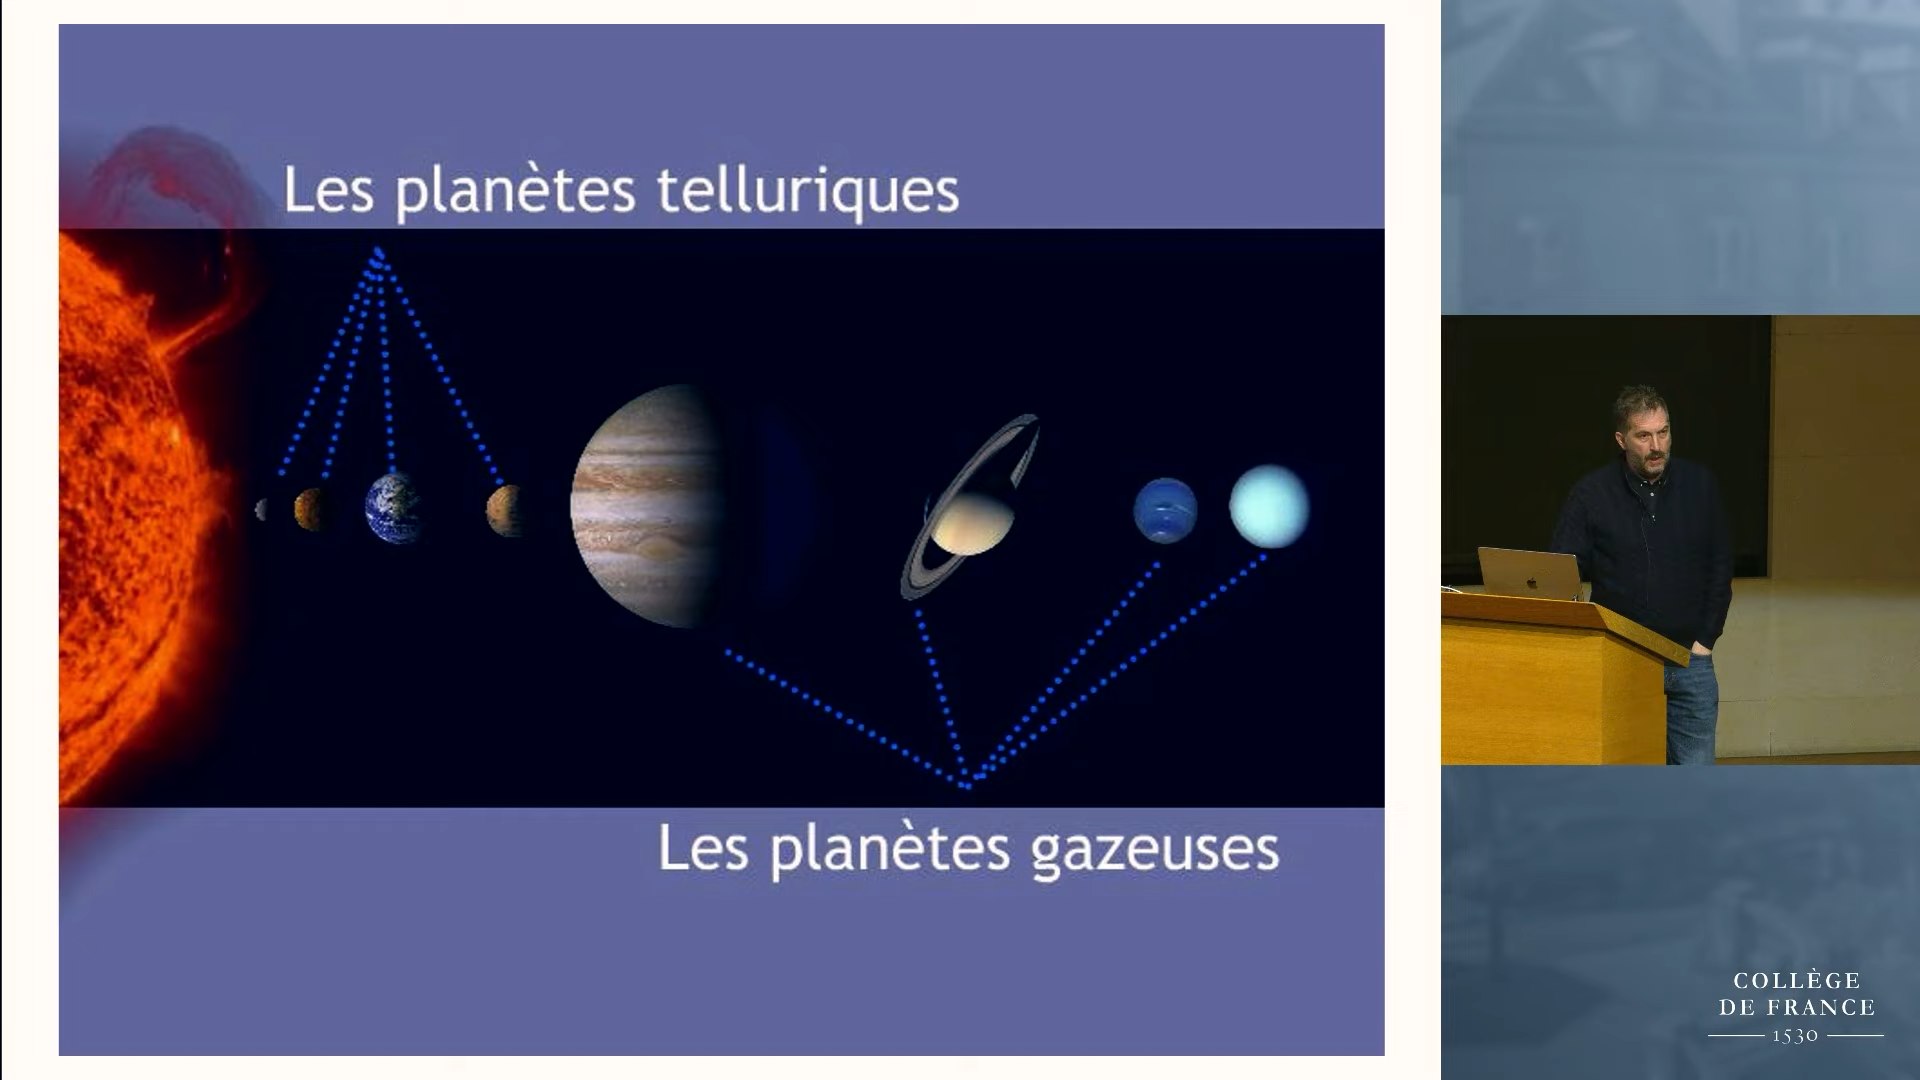 Les planètes telluriques
Les planètes gazeuses
COLLÈGE
DE FRANCE
1530